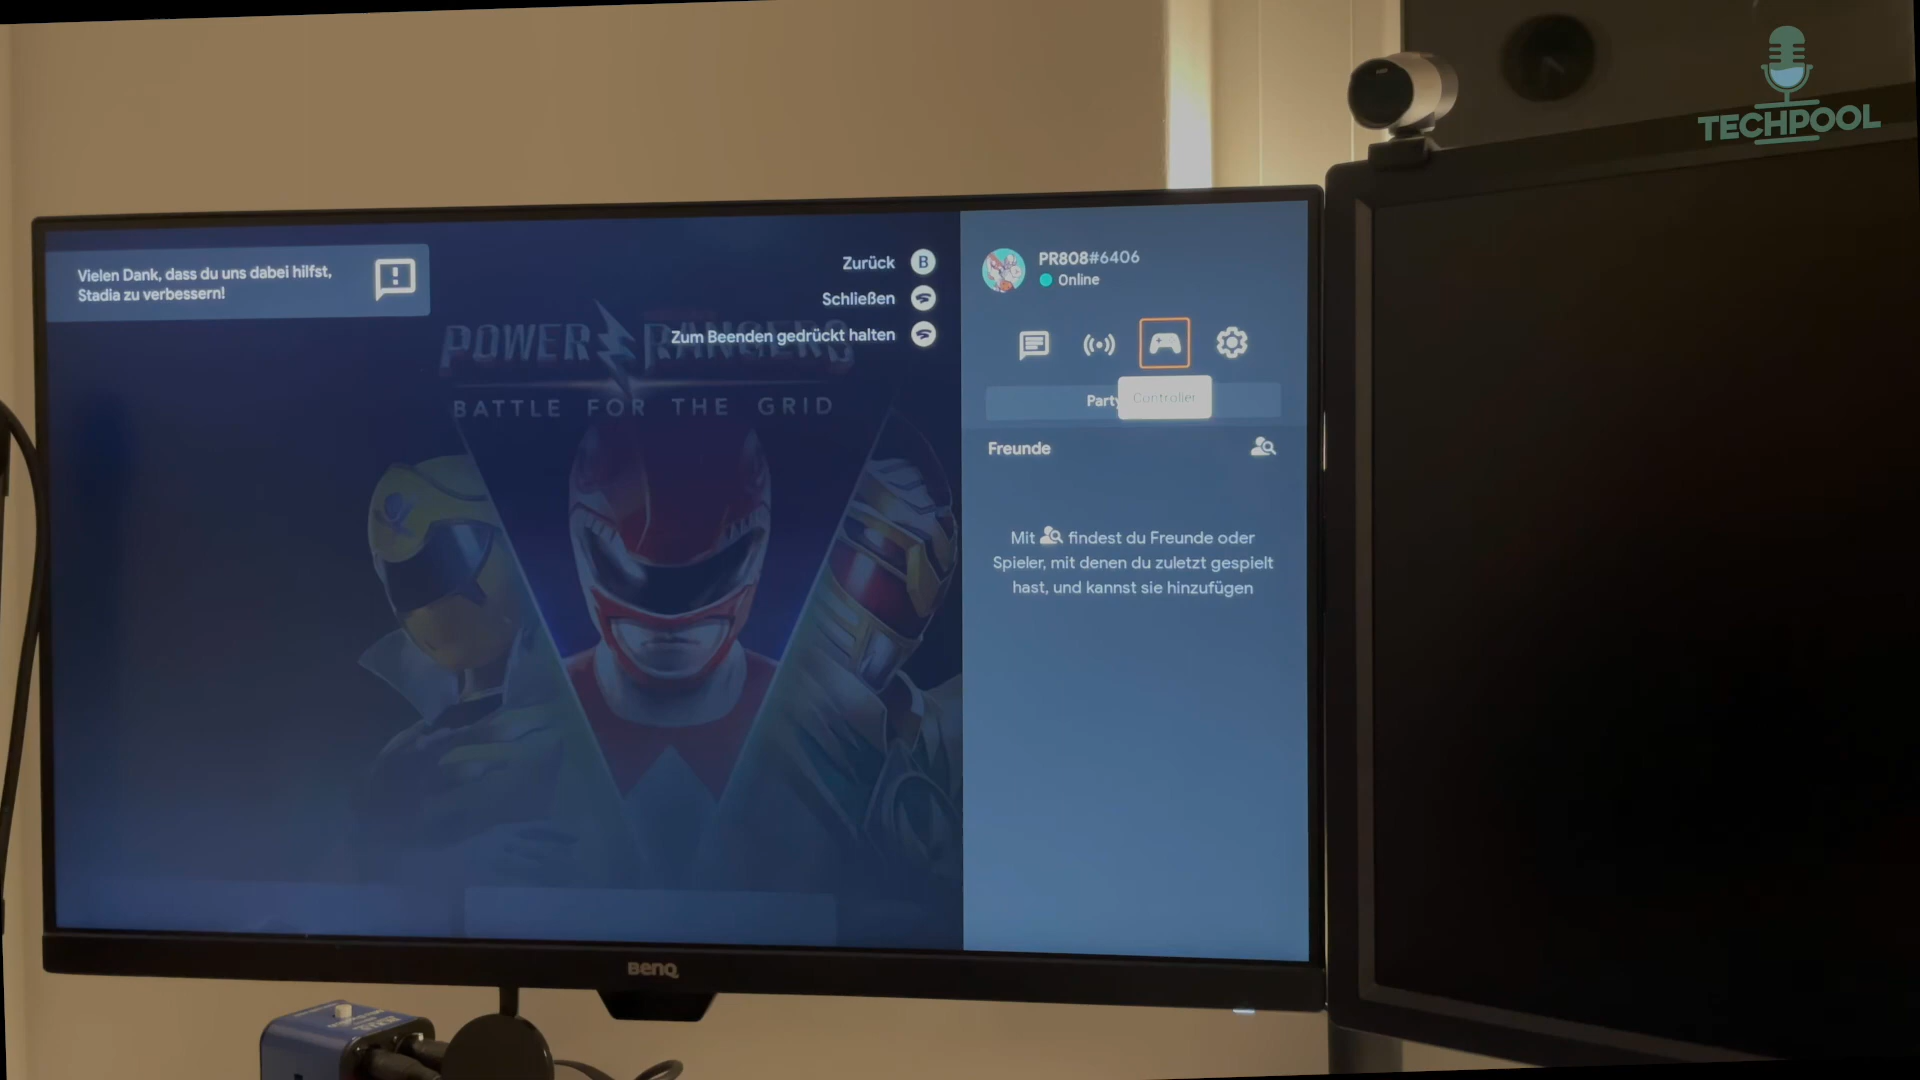 TECHPOOL
Vielen Dank, dass du uns dabei hilfst,
Stadia zu verbessern!
Zurück B
Schließen
Zum Beenden gedrückt halten
POWER RANGERS
BATTLE FOR THE GRID
PR808#6406
Online
Party
Controller
Freunde
Mit findest du Freunde oder
Spieler, mit denen du zuletzt gespielt
hast, und kannst sie hinzufügen
BenQ